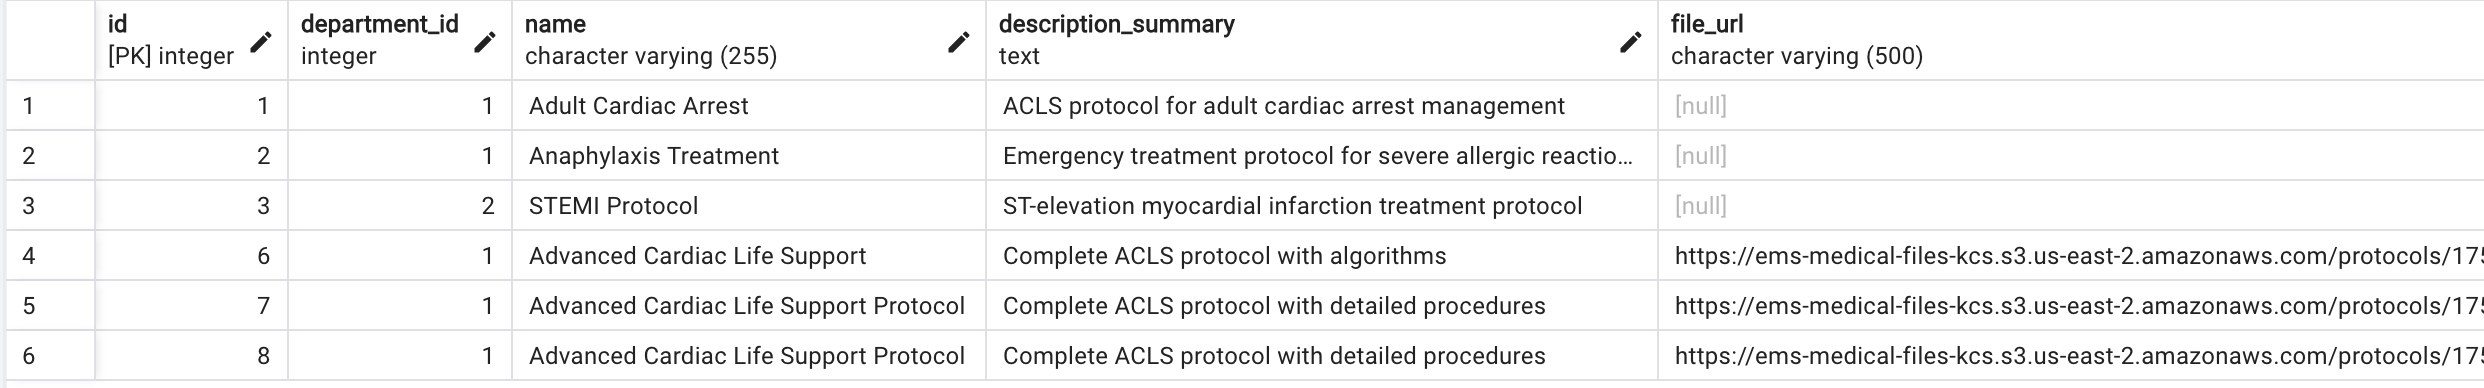 id department_id name description_summary file_url
[PK] integer integer character varying (255) text character varying (500)
1 1 1 Adult Cardiac Arrest ACLS protocol for adult cardiac arrest management [null]
2 2 1 Anaphylaxis Treatment Emergency treatment protocol for severe allergic reactio… [null]
3 3 2 STEMI Protocol ST-elevation myocardial infarction treatment protocol [null]
4 6 1 Advanced Cardiac Life Support Complete ACLS protocol with algorithms https://ems-medical-files-kcs.s3.us-east-2.amazonaws.com/protocols/175
5 7 1 Advanced Cardiac Life Support Protocol Complete ACLS protocol with detailed procedures https://ems-medical-files-kcs.s3.us-east-2.amazonaws.com/protocols/175
6 8 1 Advanced Cardiac Life Support Protocol Complete ACLS protocol with detailed procedures https://ems-medical-files-kcs.s3.us-east-2.amazonaws.com/protocols/175